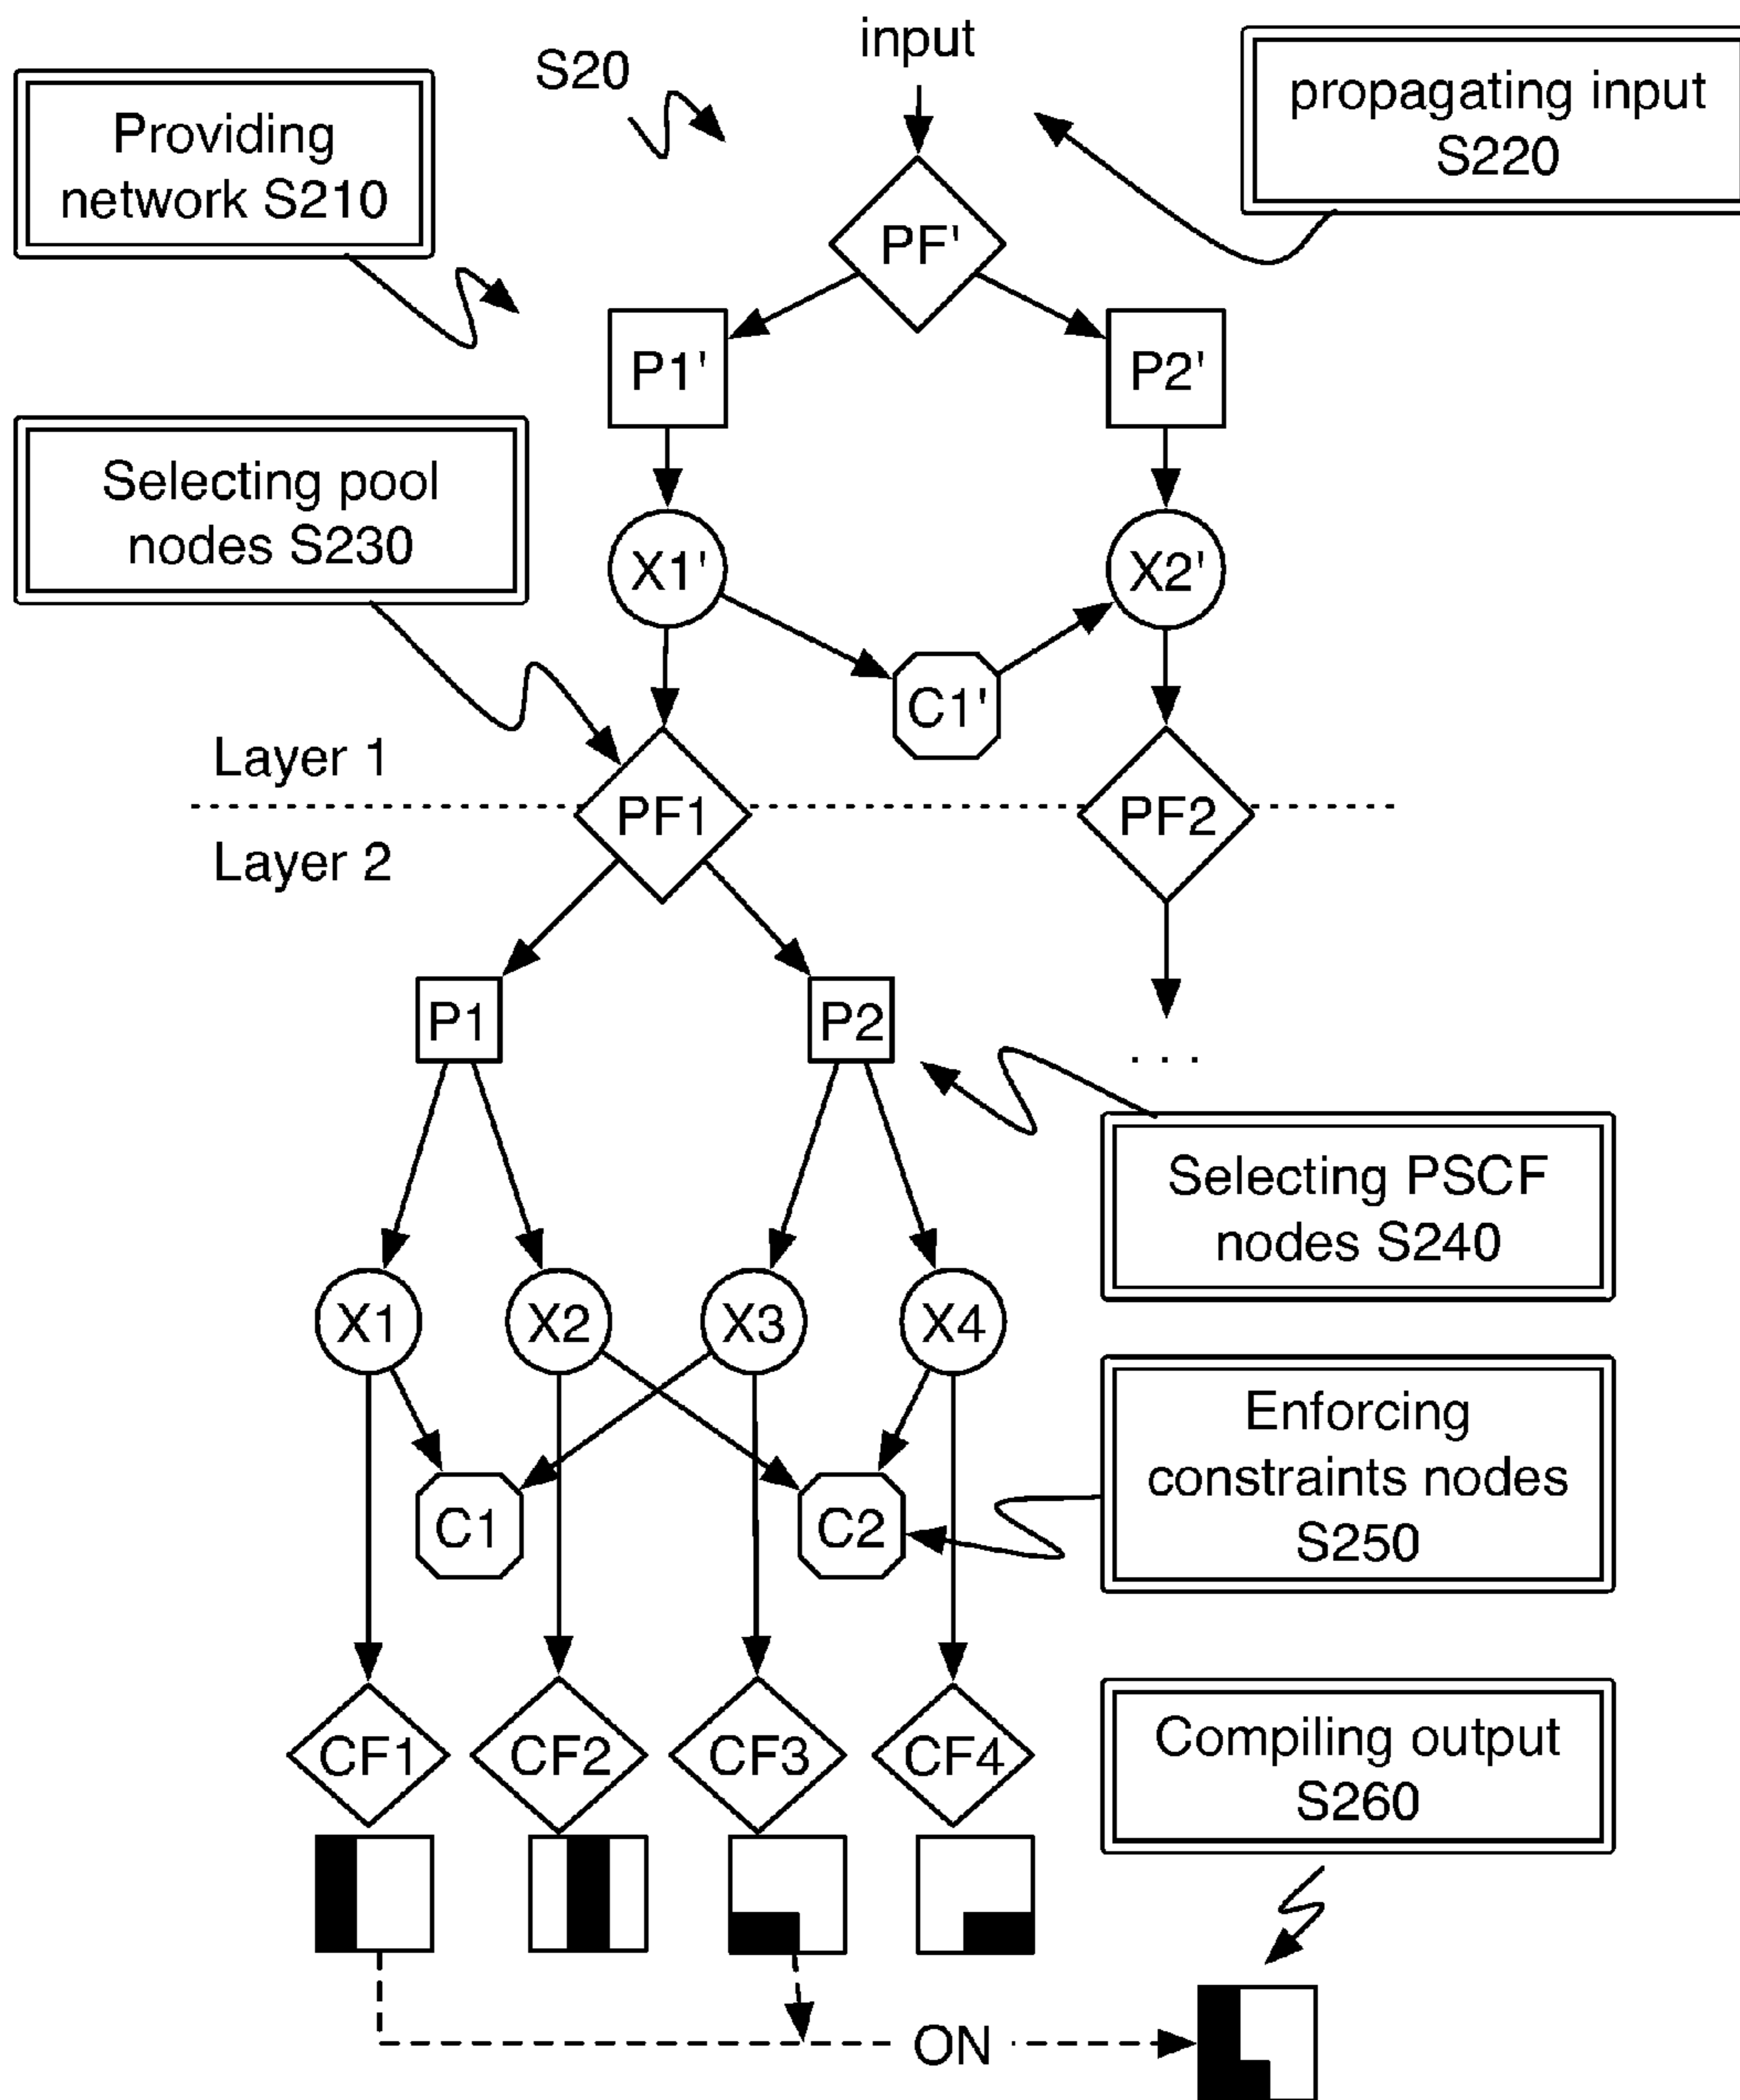 input
S20
Providing
network S210
propagating input
S220
PF'
P1'
P2'
Selecting pool
nodes S230
X1'
X2'
C1'
Layer 1
PF1
PF2
Layer 2
P1
P2
. . .
Selecting PSCF
nodes S240
X1
X2
X3
X4
Enforcing
constraints nodes
S250
C1
C2
CF1
CF2
CF3
CF4
Compiling output
S260
ON